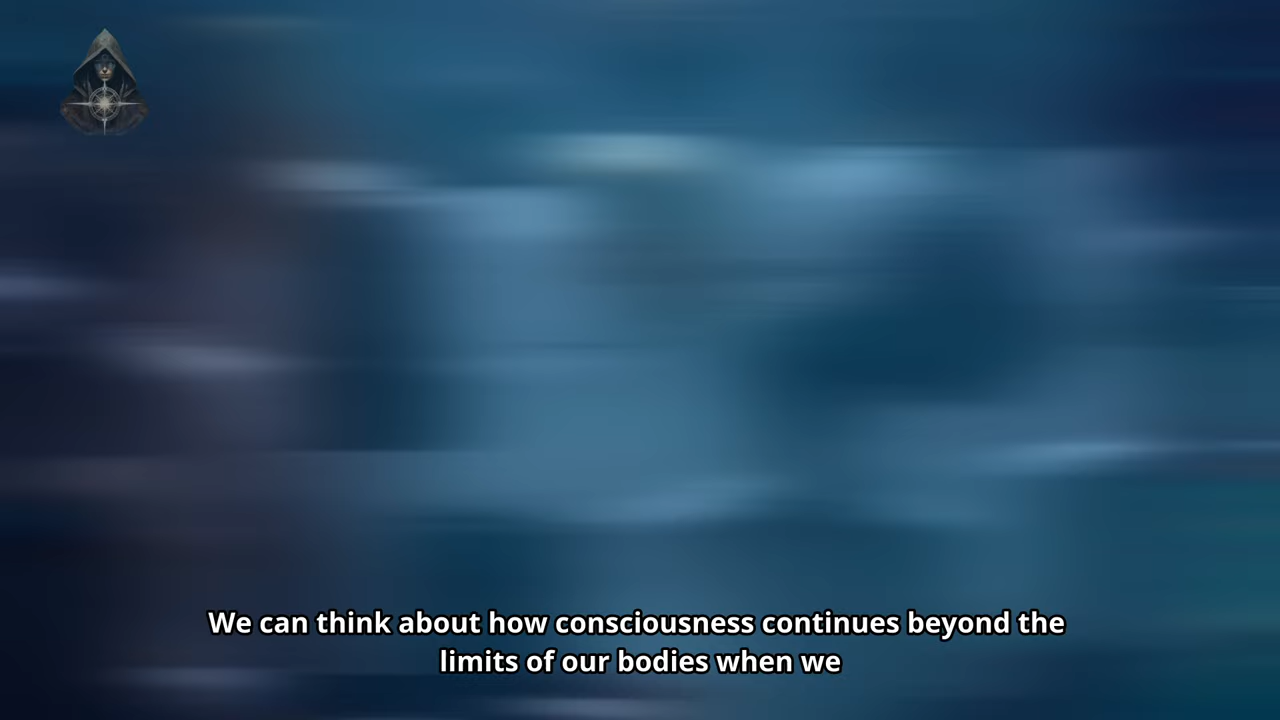 We can think about how consciousness continues beyond the
limits of our bodies when we